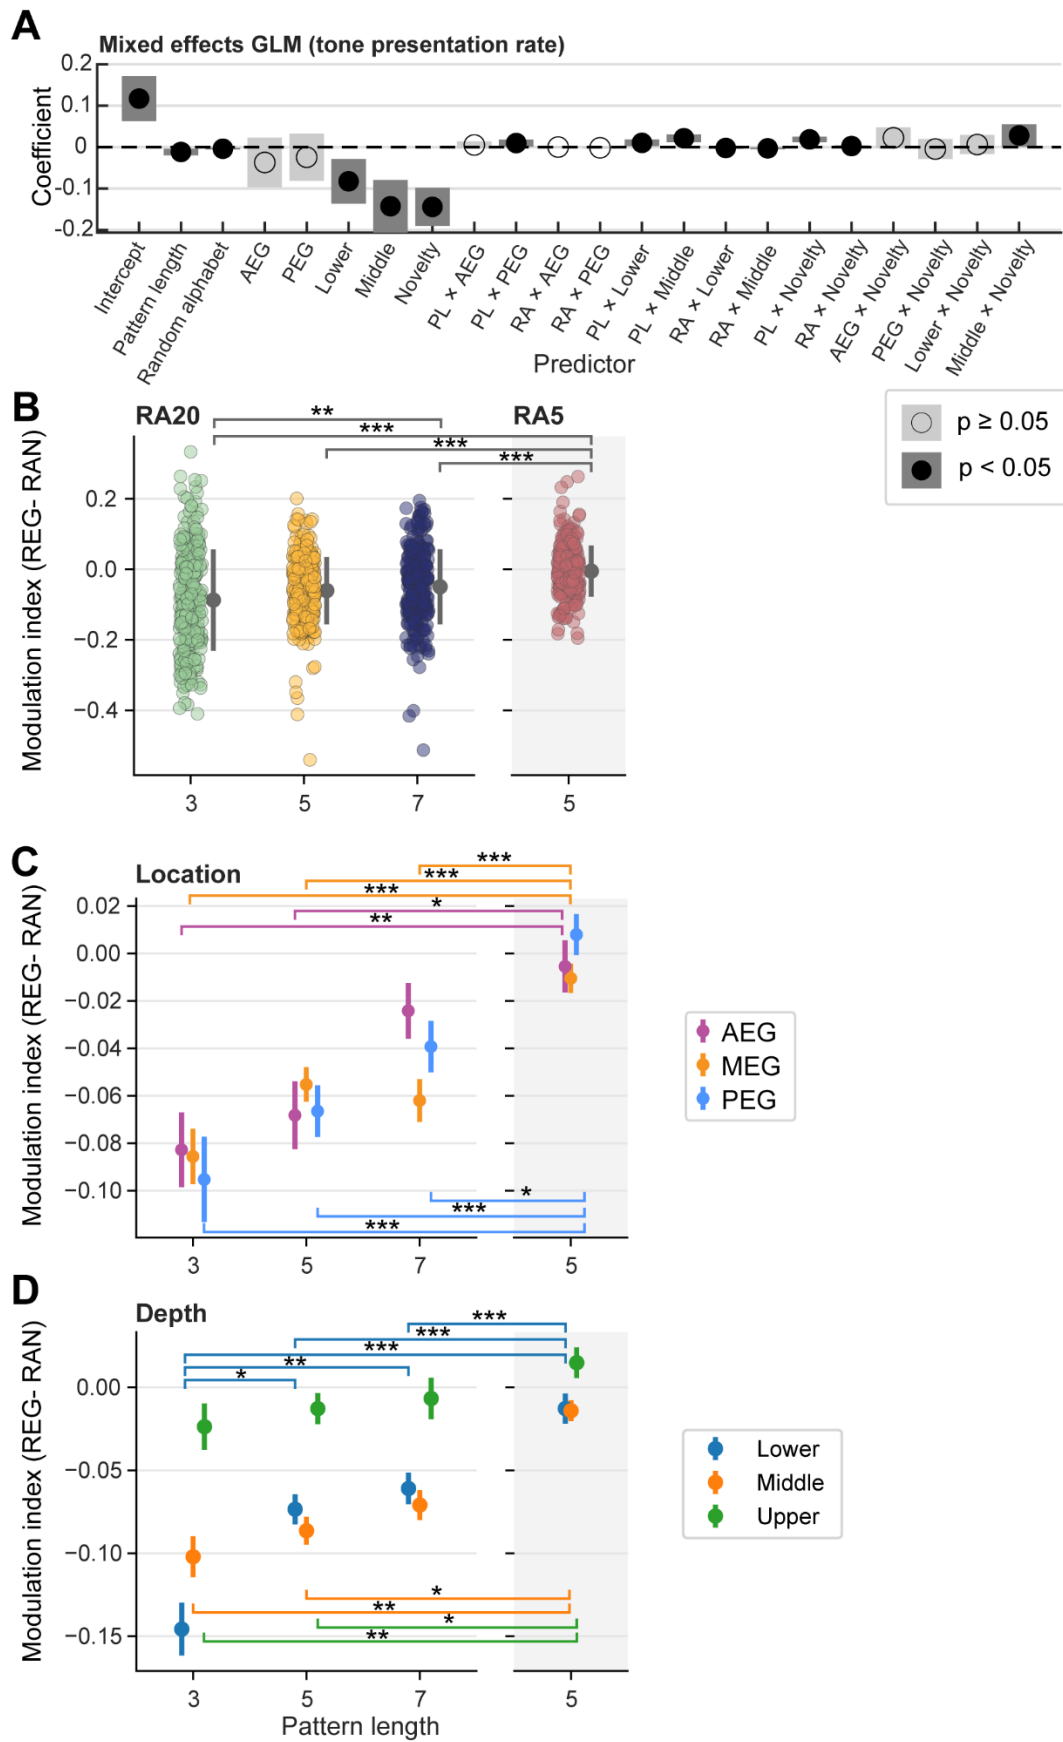 A
Mixed effects GLM (tone presentation rate)
0.2
0.1
0
-0.1
-0.2
Coefficient
Intercept
Pattern length
Random alphabet
AEG
PEG
Lower
Middle
Novelty
PL × AEG
PL × PEG
RA × AEG
RA × PEG
PL × Lower
PL × Middle
RA × Lower
RA × Middle
PL × Novelty
RA × Novelty
AEG × Novelty
PEG × Novelty
Lower × Novelty
Middle × Novelty
Predictor
p ≥ 0.05
p < 0.05
B
RA20
RA5
**
***
***
***
Modulation index (REG- RAN)
0.2
0.0
−0.2
−0.4
3
5
7
5
C
Location
***
***
***
*
**
Modulation index (REG- RAN)
0.02
0.00
−0.02
−0.04
−0.06
−0.08
−0.10
*
***
***
3
5
7
5
AEG
MEG
PEG
D
Depth
***
***
***
**
*
Modulation index (REG- RAN)
0.00
−0.05
−0.10
−0.15
*
**
*
**
3
5
7
5
Pattern length
Lower
Middle
Upper